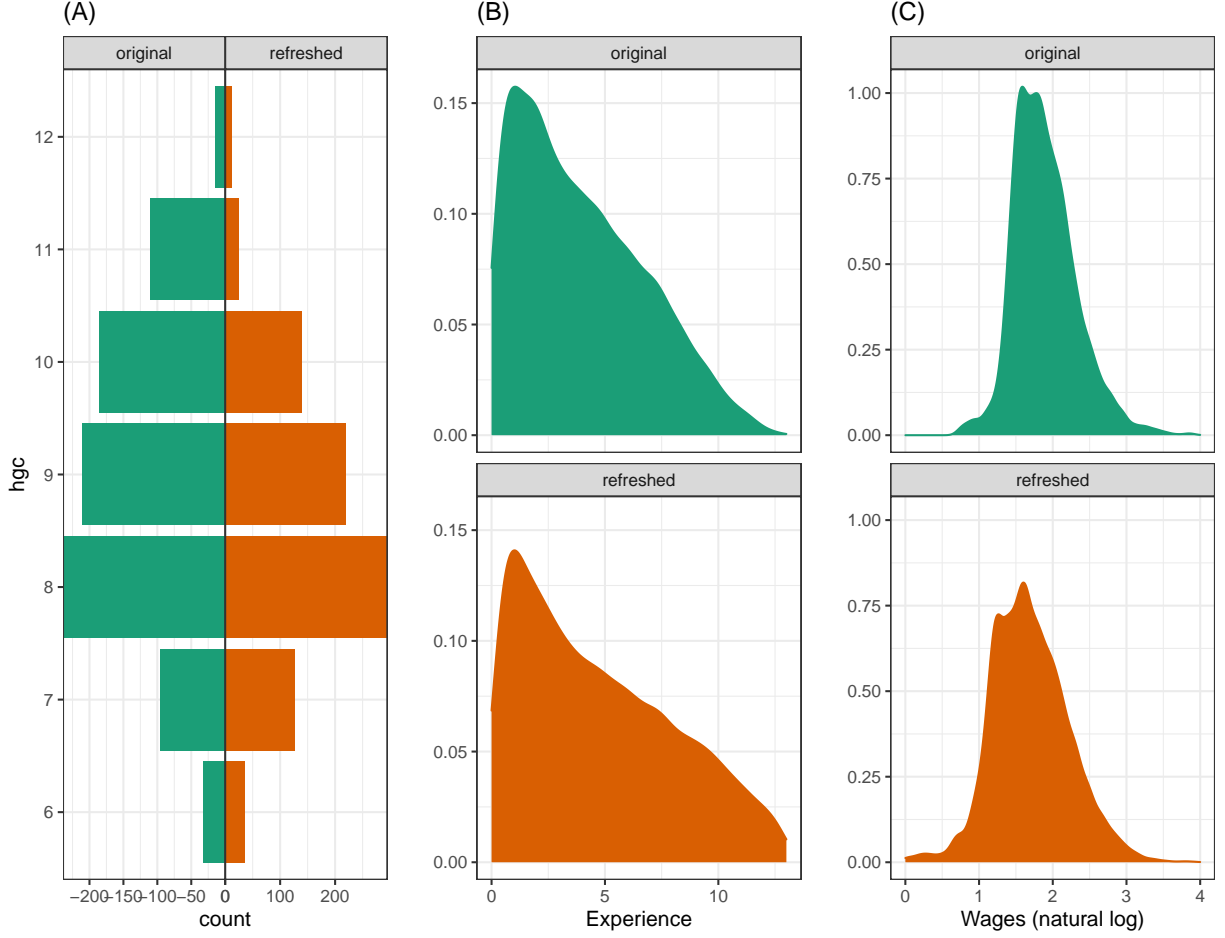 (A)
original refreshed
12
11
10
9
8
7
6
hgc
−200 −150 −100 −50 0 0 100 200
count
(B)
original
0.15
0.10
0.05
0.00
refreshed
0.15
0.10
0.05
0.00
0 5 10
Experience
(C)
original
1.00
0.75
0.50
0.25
0.00
refreshed
1.00
0.75
0.50
0.25
0.00
0 1 2 3 4
Wages (natural log)